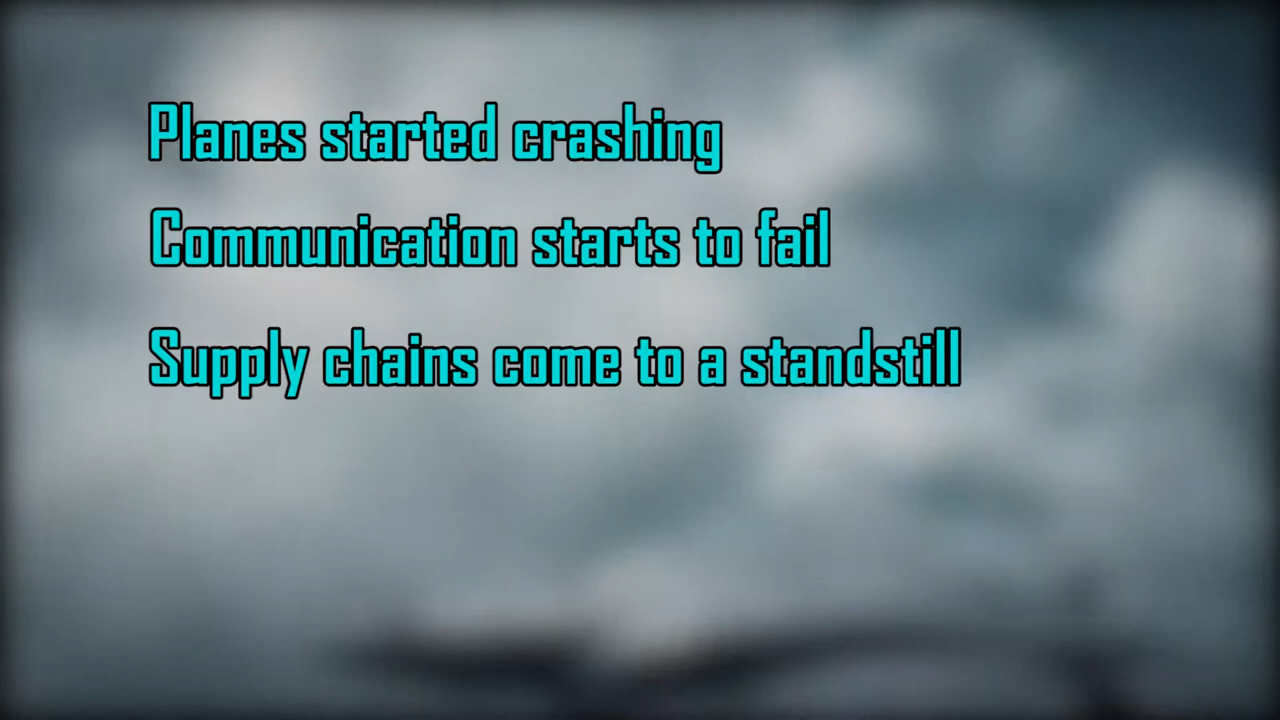 Planes started crashing
Communication starts to fail
Supply chains come to a standstill